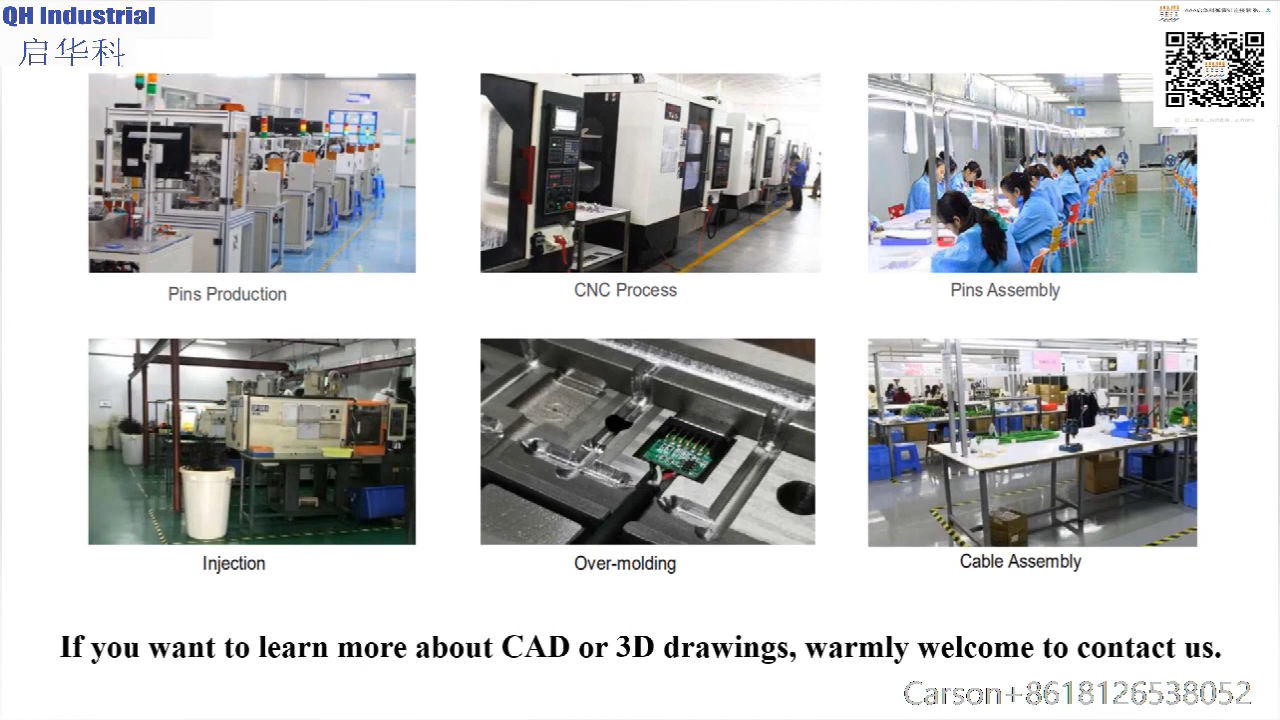 QH Industrial
启华科
Pins Production
CNC Process
Pins Assembly
Injection
Over-molding
Cable Assembly
If you want to learn more about CAD or 3D drawings, warmly welcome to contact us.
Carson+8618126538052